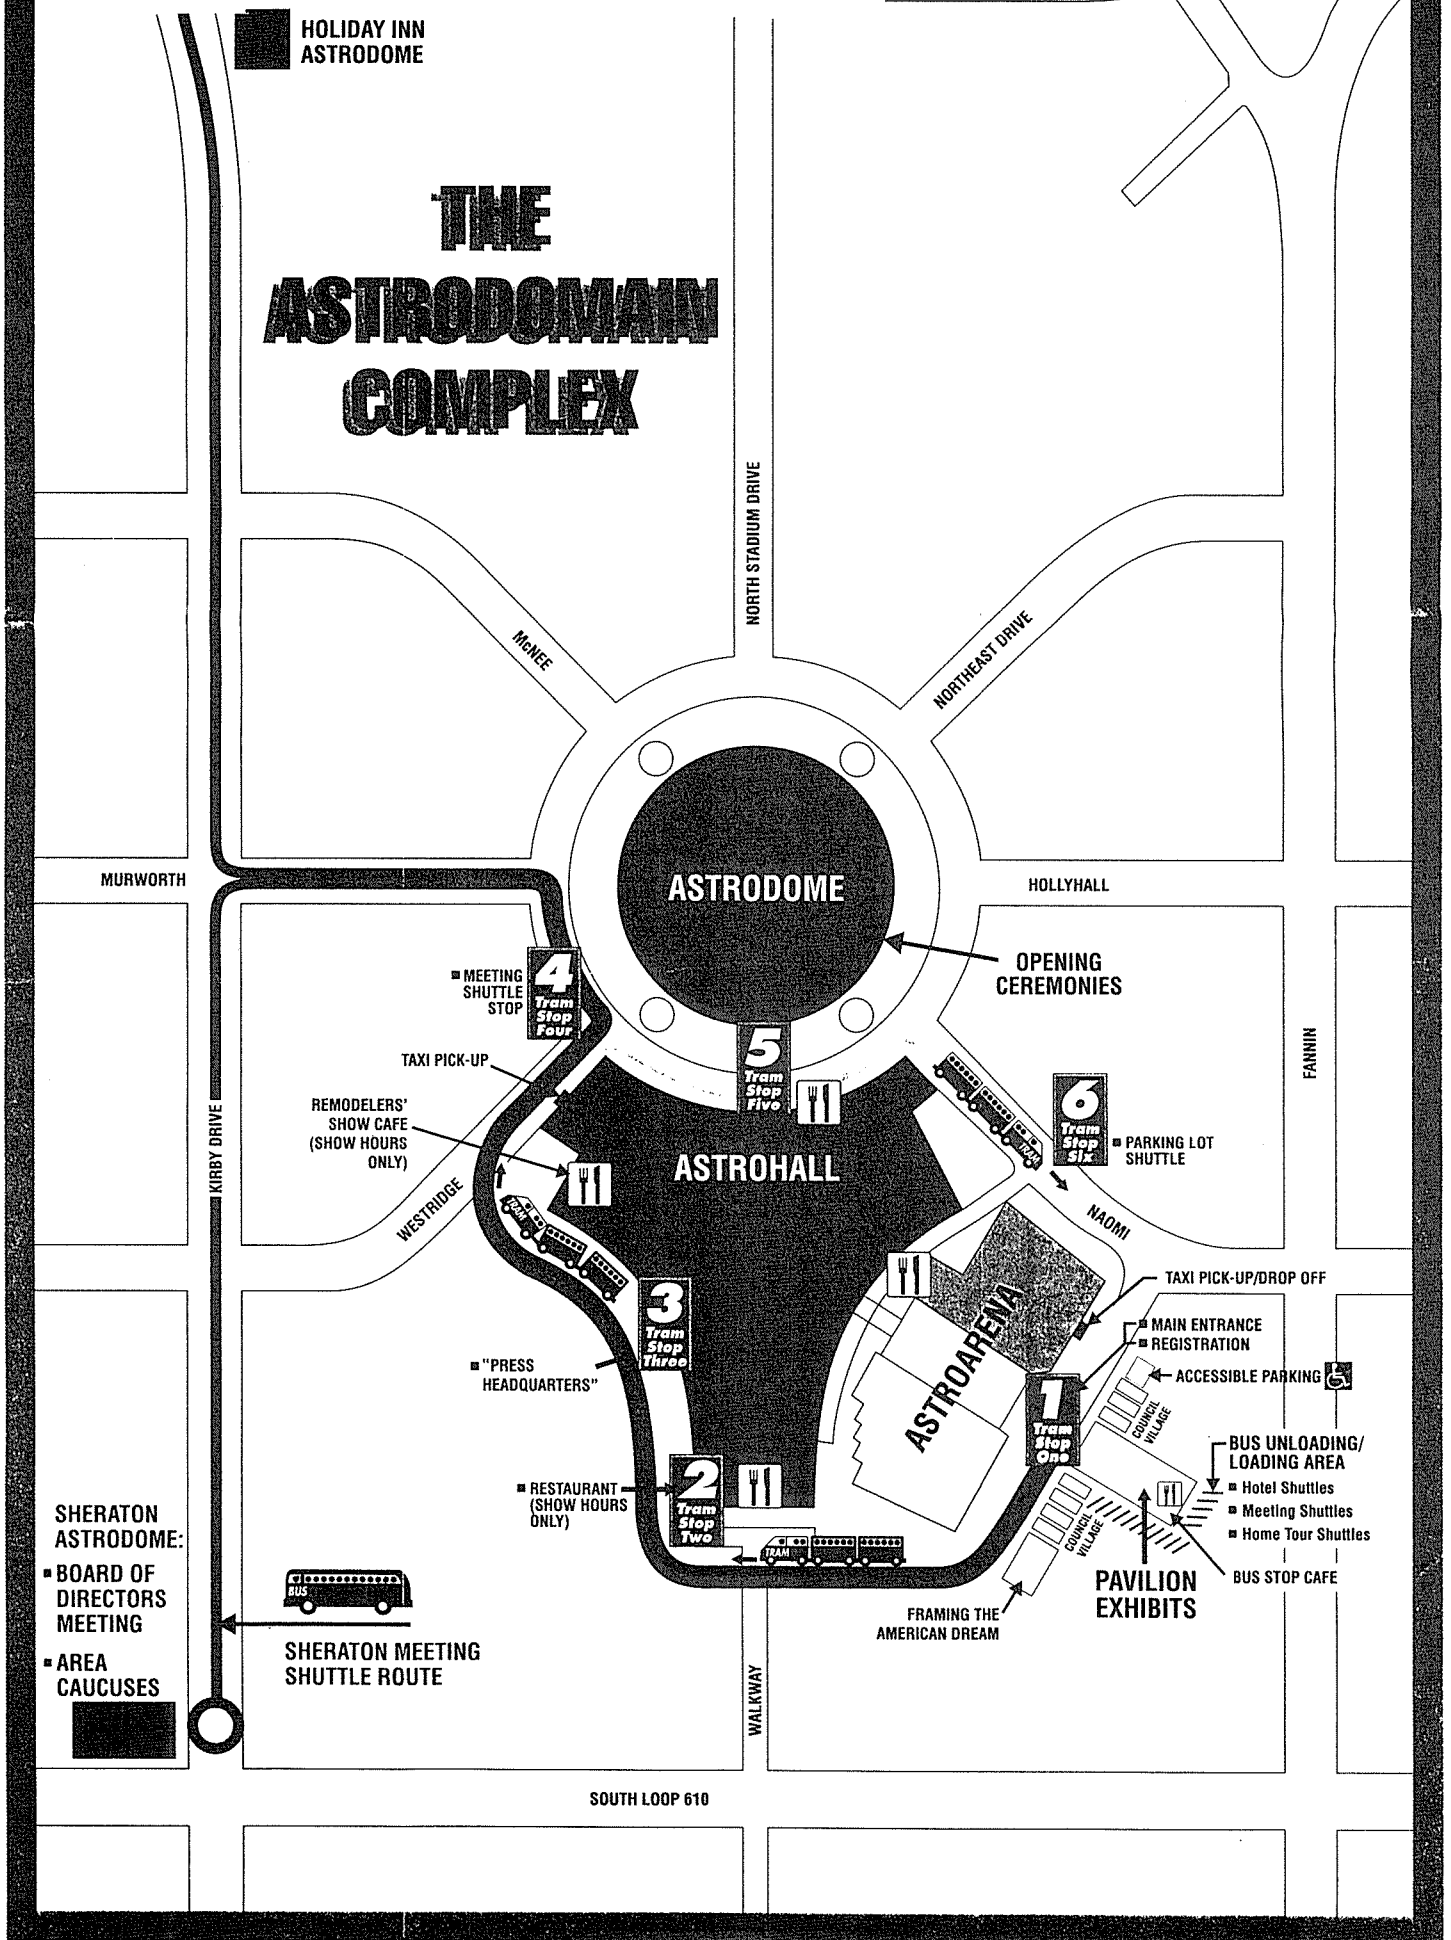 HOLIDAY INN
ASTRODOME
THE
ASTRODOMAIN
COMPLEX
NORTH STADIUM DRIVE
McNEE
NORTHEAST DRIVE
MURWORTH
ASTRODOME
HOLLYHALL
OPENING
CEREMONIES
4
Tram
Stop
Four
MEETING
SHUTTLE
STOP
5
Tram
Stop
Five
FANNIN
TAXI PICK-UP
6
Tram
Stop
Six
PARKING LOT
SHUTTLE
TRAM
REMODELERS'
SHOW CAFE
(SHOW HOURS
ONLY)
KIRBY DRIVE
ASTROHALL
WESTRIDGE
TRAM
NAOMI
TAXI PICK-UP/DROP OFF
3
Tram
Stop
Three
"PRESS
HEADQUARTERS"
ASTROARENA
MAIN ENTRANCE
REGISTRATION
ACCESSIBLE PARKING
1
Tram
Stop
One
COUNCIL
VILLAGE
BUS UNLOADING/
LOADING AREA
Hotel Shuttles
Meeting Shuttles
Home Tour Shuttles
2
Tram
Stop
Two
RESTAURANT
(SHOW HOURS
ONLY)
TRAM
COUNCIL
VILLAGE
SHERATON
ASTRODOME:
BOARD OF
DIRECTORS
MEETING
AREA
CAUCUSES
BUS
SHERATON MEETING
SHUTTLE ROUTE
PAVILION
EXHIBITS
BUS STOP CAFE
FRAMING THE
AMERICAN DREAM
WALKWAY
SOUTH LOOP 610